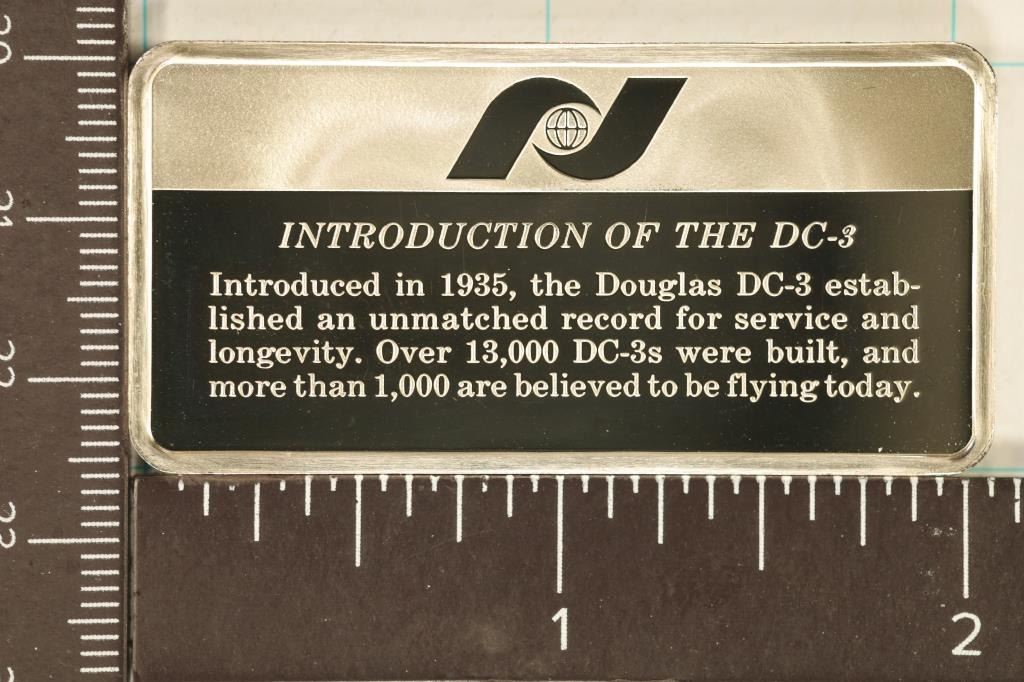 INTRODUCTION OF THE DC-3
Introduced in 1935, the Douglas DC-3 estab-
lished an unmatched record for service and
longevity. Over 13,000 DC-3s were built, and
more than 1,000 are believed to be flying today.
1
2